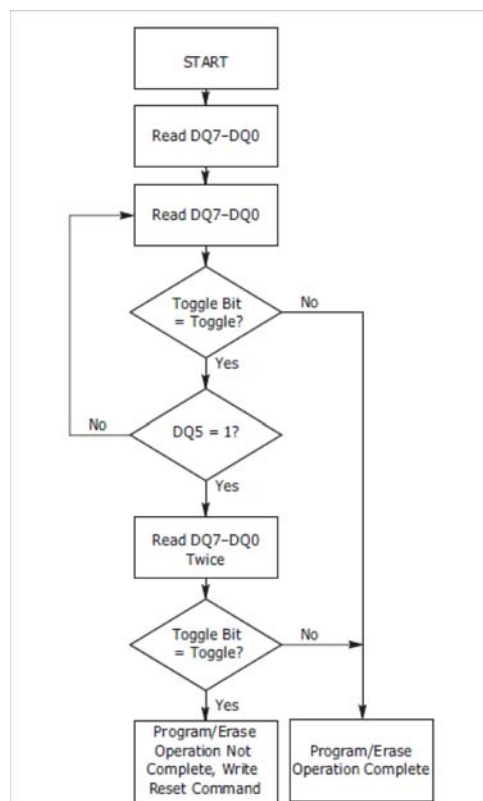 START
Read DQ7–DQ0
Read DQ7–DQ0
Toggle Bit
= Toggle?
No
Yes
DQ5 = 1?
No
Yes
Read DQ7–DQ0
Twice
Toggle Bit
= Toggle?
No
Yes
Program/Erase
Operation Not
Complete, Write
Reset Command
Program/Erase
Operation Complete